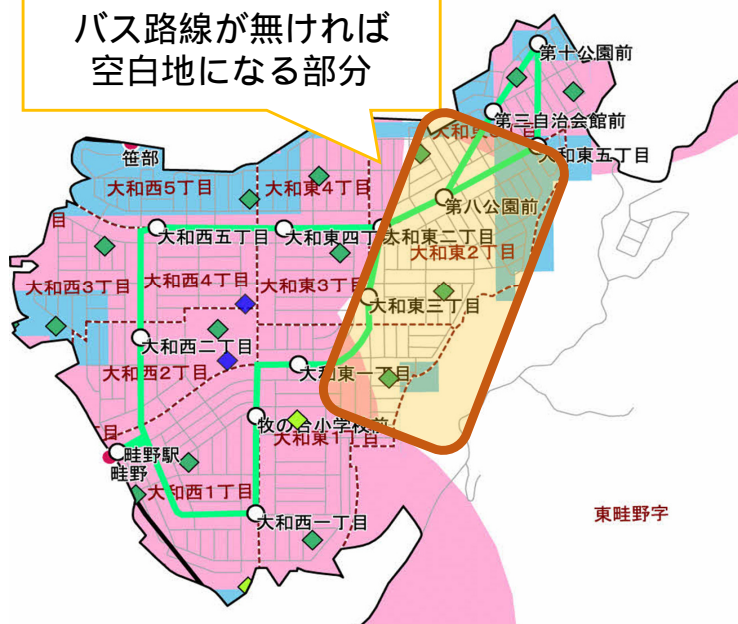 バス路線が無ければ
空白地になる部分
第十公園前
第三自治会館前
大和東五丁目
笹部
大和西5丁目
大和東4丁目
第八公園前
目
大和西五丁目
大和東四丁
大和東二丁目
大和東2丁目
大和西3丁目
大和西4丁目
大和東3丁目
大和東三丁目
大和西二丁目
大和西2丁目
大和東一丁目
牧の台小学校前
大和東1丁目
目
畦野駅
畦野
大和西1丁目
大和西一丁目
東畦野字